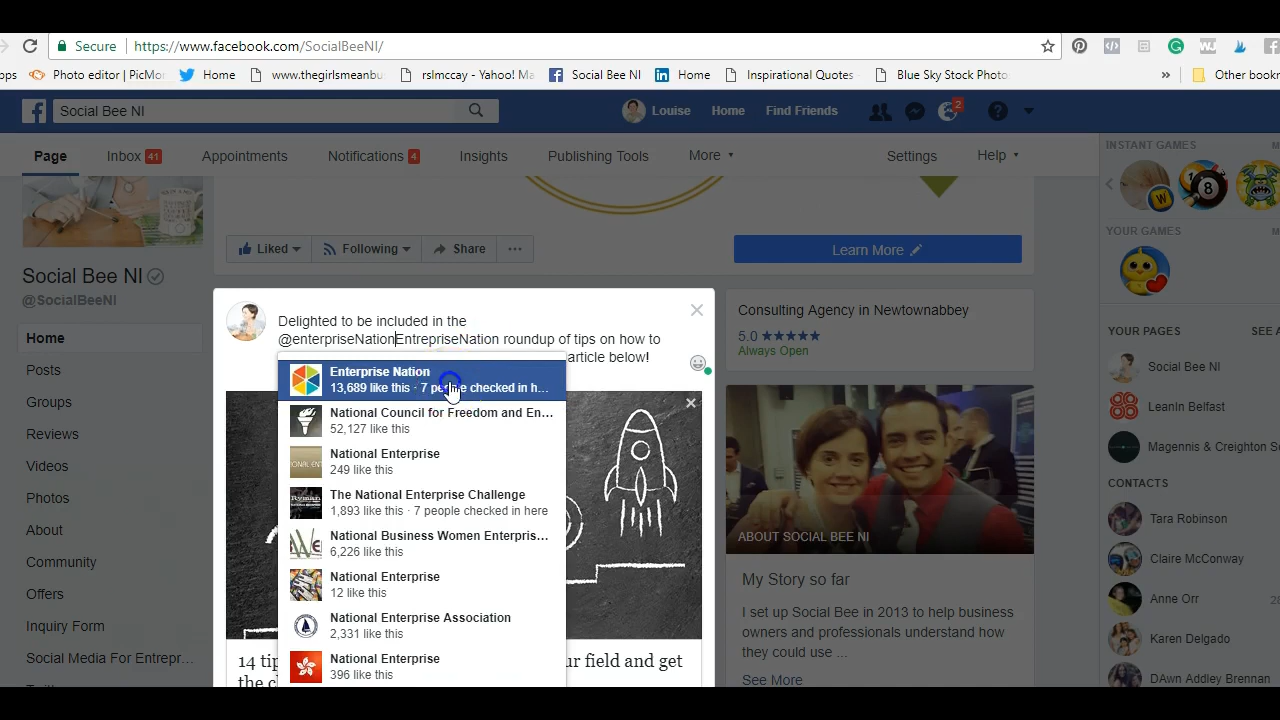 Secure
https://www.facebook.com/SocialBeeNI/
ops
Photo editor | PicMo
Home
www.thegirlsmeanbu
rslmccay - Yahoo! Ma
Social Bee NI
Home
Inspirational Quotes
Blue Sky Stock Photo
»
Other bookm
Social Bee NI
Louise
Home
Find Friends
2
Page
Inbox 41
Appointments
Notifications 4
Insights
Publishing Tools
More
Settings
Help
INSTANT GAMES
M
YOUR GAMES
M
Liked
Following
Share
...
Learn More
Social Bee NI
@SocialBeeNI
Home
Posts
Groups
Reviews
Videos
Photos
About
Community
Offers
Inquiry Form
Social Media For Entrepr...
Delighted to be included in the
@enterpriseNationEntrepriseNation roundup of tips on how to
article below!
Enterprise Nation
13,689 like this · 7 people checked in h...
National Council for Freedom and En...
52,127 like this
National Enterprise
249 like this
The National Enterprise Challenge
1,893 like this · 7 people checked in here
National Business Women Enterpris...
6,226 like this
National Enterprise
12 like this
National Enterprise Association
2,331 like this
National Enterprise
396 like this
14 tip
ur field and get
the c
Consulting Agency in Newtownabbey
5.0 ★★★★★
Always Open
ABOUT SOCIAL BEE NI
My Story so far
I set up Social Bee in 2013 to help business
owners and professionals understand how
they could use ...
See More
YOUR PAGES
SEE A
Social Bee NI
LeanIn Belfast
Magennis & Creighton S
CONTACTS
Tara Robinson
Claire McConway
Anne Orr
Karen Delgado
DAwn Addley Brennan